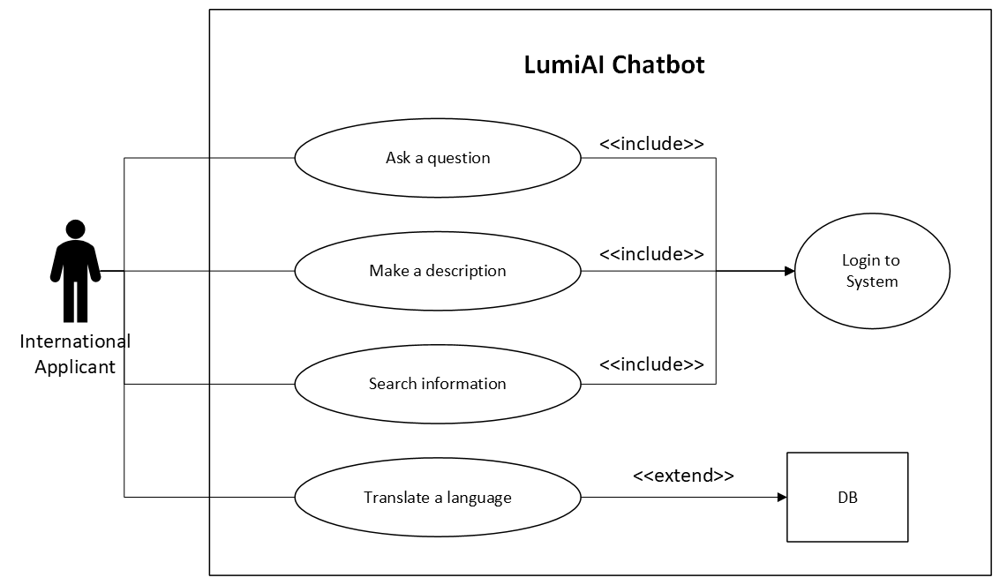 LumiAI Chatbot
Ask a question
<<include>>
Make a description
<<include>>
Login to
System
International
Applicant
Search information
<<include>>
Translate a language
<<extend>>
DB